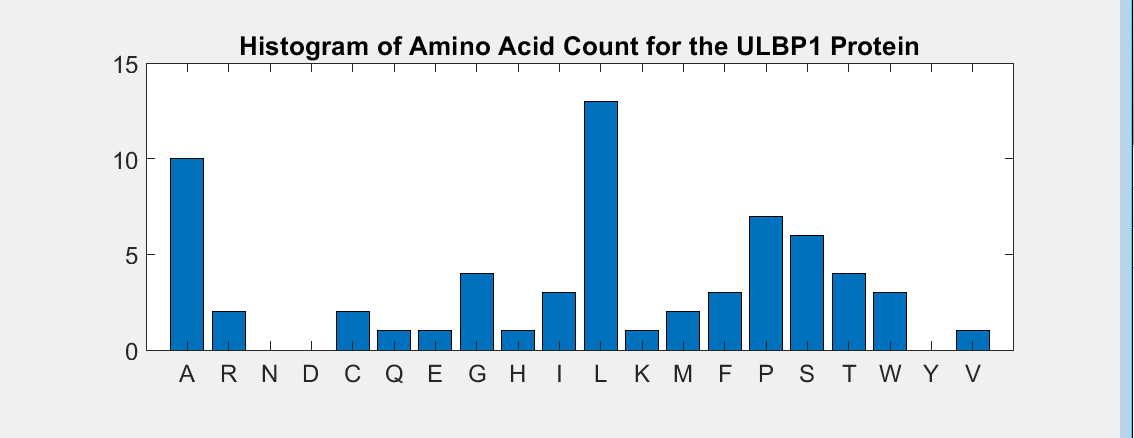 Histogram of Amino Acid Count for the ULBP1 Protein
15
10
5
0
A R N D C Q E G H I L K M F P S T W Y V